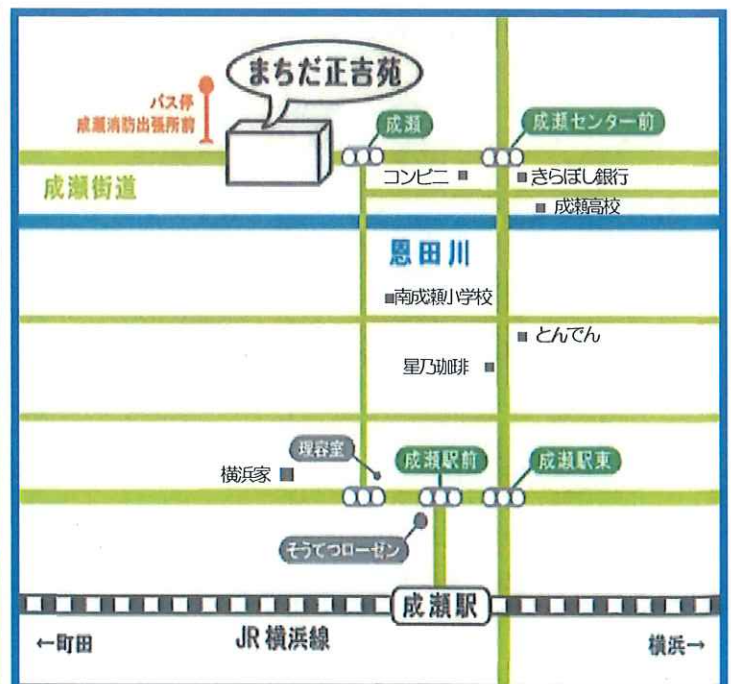 まちだ正吉苑
バス停
成瀬消防出張所前
成瀬
成瀬センター前
コンビニ
きらぼし銀行
成瀬街道
成瀬高校
恩田川
南成瀬小学校
とんでん
星乃珈琲
理容室
成瀬駅前
成瀬駅東
横浜家
そうてつローゼン
成瀬駅
←町田
JR 横浜線
横浜→